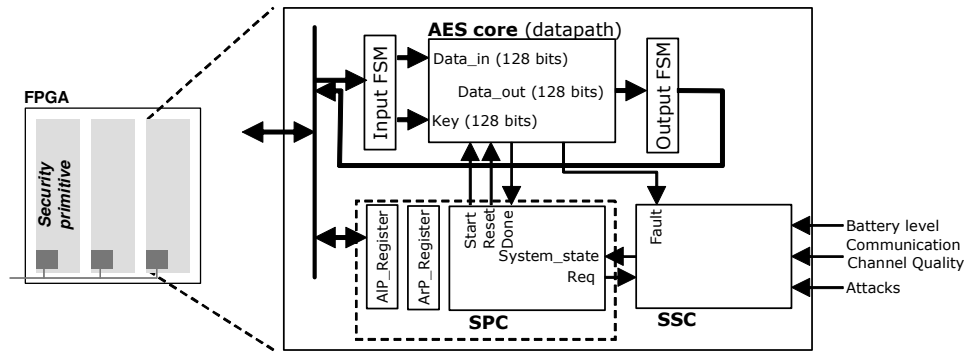 AES core (datapath)
Input FSM
Data_in (128 bits)
Data_out (128 bits)
Key (128 bits)
Output FSM
FPGA
Security
primitive
AlP_Register
ArP_Register
Start
Reset
Done
System_state
Req
SPC
Fault
SSC
Battery level
Communication
Channel Quality
Attacks